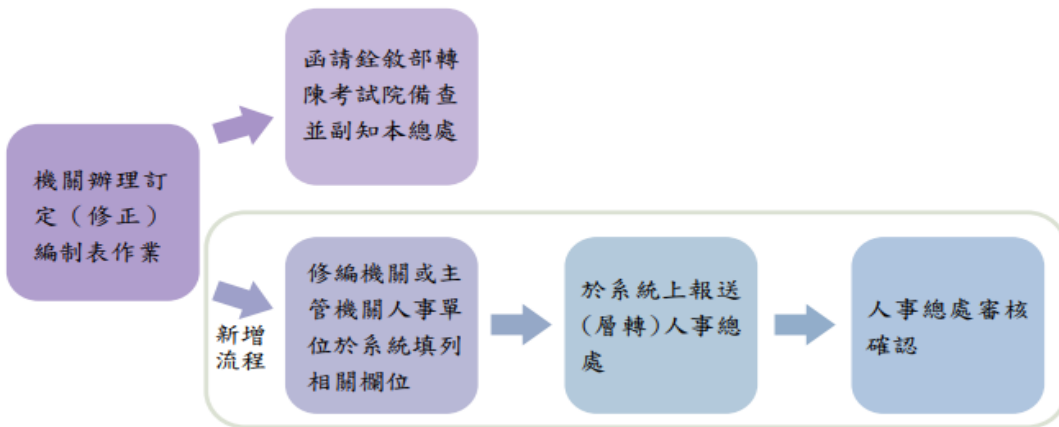 函請銓敘部轉
陳考試院備查
並副知本總處
機關辦理訂
定（修正）
編制表作業
新增
流程
修編機關或主
管機關人事單
位於系統填列
相關欄位
於系統上報送
(層轉)人事總
處
人事總處審核
確認